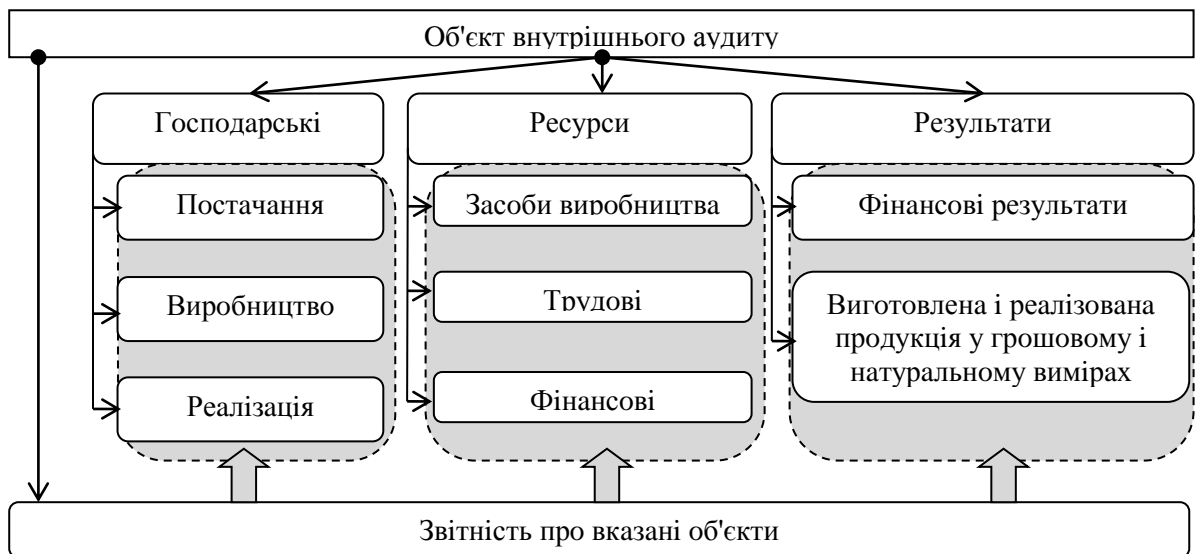 Об'єкт внутрішнього аудиту
Господарські
Ресурси
Результати
Постачання
Засоби виробництва
Фінансові результати
Виробництво
Трудові
Виготовлена і реалізована
продукція у грошовому і
натуральному вимірах
Реалізація
Фінансові
Звітність про вказані об'єкти